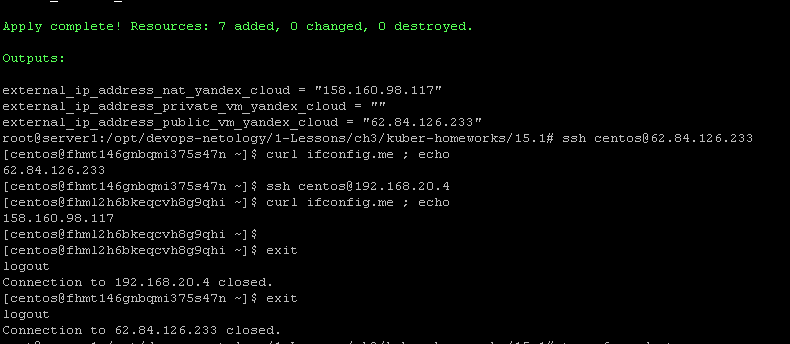 Apply complete! Resources: 7 added, 0 changed, 0 destroyed.
Outputs:
external_ip_address_nat_yandex_cloud = "158.160.98.117"
external_ip_address_private_vm_yandex_cloud = ""
external_ip_address_public_vm_yandex_cloud = "62.84.126.233"
root@server1:/opt/devops-netology/1-Lessons/ch3/kuber-homeworks/15.1# ssh centos@62.84.126.233
[centos@fhmt146gnbqmi375s47n ~]$ curl ifconfig.me ; echo
62.84.126.233
[centos@fhmt146gnbqmi375s47n ~]$ ssh centos@192.168.20.4
[centos@fhml2h6bkeqcvh8g9qhi ~]$ curl ifconfig.me ; echo
158.160.98.117
[centos@fhml2h6bkeqcvh8g9qhi ~]$
[centos@fhml2h6bkeqcvh8g9qhi ~]$ exit
logout
Connection to 192.168.20.4 closed.
[centos@fhmt146gnbqmi375s47n ~]$ exit
logout
Connection to 62.84.126.233 closed.